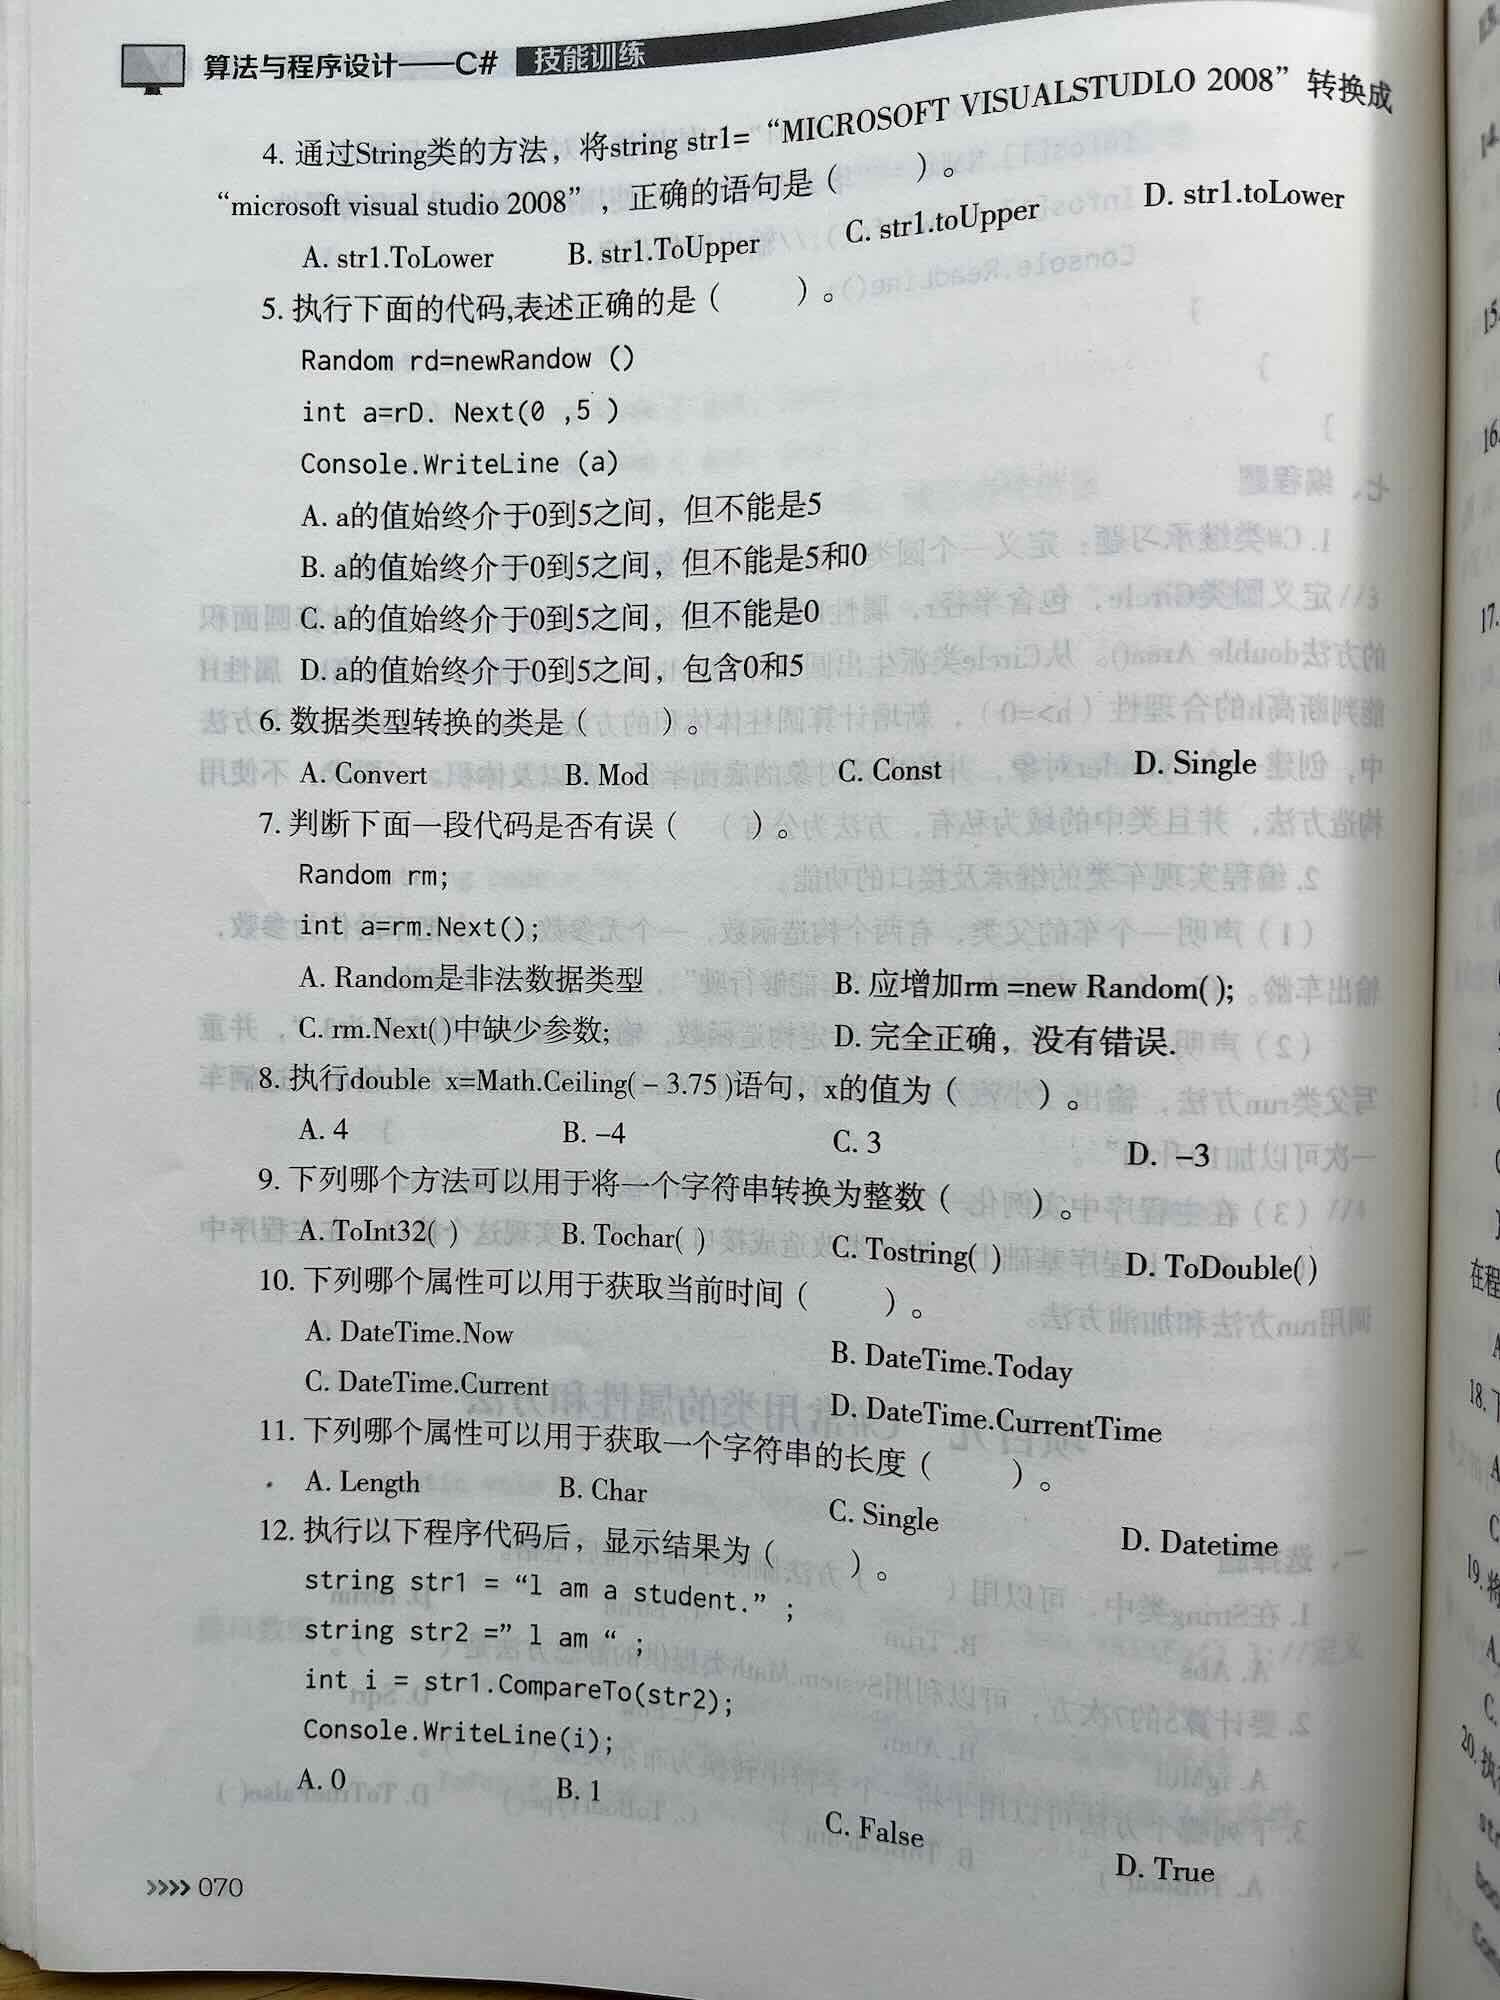 算法与程序设计——C# 技能训练
4. 通过String类的方法，将string str1= “MICROSOFT VISUALSTUDLO 2008” 转换成
“microsoft visual studio 2008”，正确的语句是（　　）。
A. str1.ToLower B. str1.ToUpper C. str1.toUpper D. str1.toLower
5. 执行下面的代码,表述正确的是（　　）。
Random rd=newRandow ()
int a=rD. Next(0 ,5 )
Console.WriteLine (a)
A. a的值始终介于0到5之间，但不能是5
B. a的值始终介于0到5之间，但不能是5和0
C. a的值始终介于0到5之间，但不能是0
D. a的值始终介于0到5之间，包含0和5
6. 数据类型转换的类是（　　）。
A. Convert B. Mod C. Const D. Single
7. 判断下面一段代码是否有误（　　）。
Random rm;
int a=rm.Next();
A. Random是非法数据类型 B. 应增加rm =new Random( );
C. rm.Next( )中缺少参数; D. 完全正确，没有错误.
8. 执行double x=Math.Ceiling( – 3.75 )语句，x的值为（　　）。
A. 4 B. –4 C. 3 D. –3
9. 下列哪个方法可以用于将一个字符串转换为整数（　　）。
A. ToInt32( ) B. Tochar( ) C. Tostring( ) D. ToDouble( )
10. 下列哪个属性可以用于获取当前时间（　　）。
A. DateTime.Now B. DateTime.Today
C. DateTime.Current D. DateTime.CurrentTime
11. 下列哪个属性可以用于获取一个字符串的长度（　　）。
A. Length B. Char C. Single D. Datetime
12. 执行以下程序代码后，显示结果为（　　）。
string str1 = “l am a student.” ;
string str2 =” l am “ ;
int i = str1.CompareTo(str2);
Console.WriteLine(i);
A. 0 B. 1 C. False D. True
»»070
15.
16.
17.
在程
18.
19.
20.